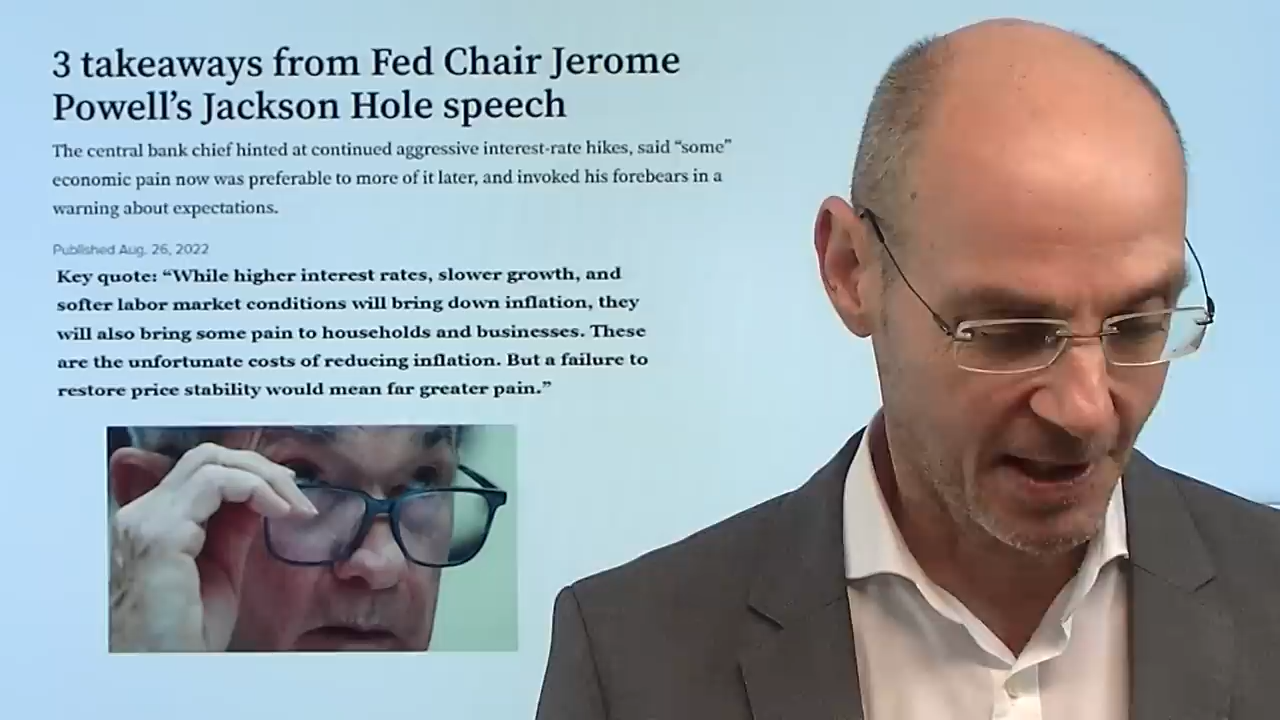 3 takeaways from Fed Chair Jerome
Powell’s Jackson Hole speech
The central bank chief hinted at continued aggressive interest-rate hikes, said “some”
economic pain now was preferable to more of it later, and invoked his forebears in a
warning about expectations.
Published Aug. 26, 2022
Key quote: “While higher interest rates, slower growth, and
softer labor market conditions will bring down inflation, they
will also bring some pain to households and businesses. These
are the unfortunate costs of reducing inflation. But a failure to
restore price stability would mean far greater pain.”